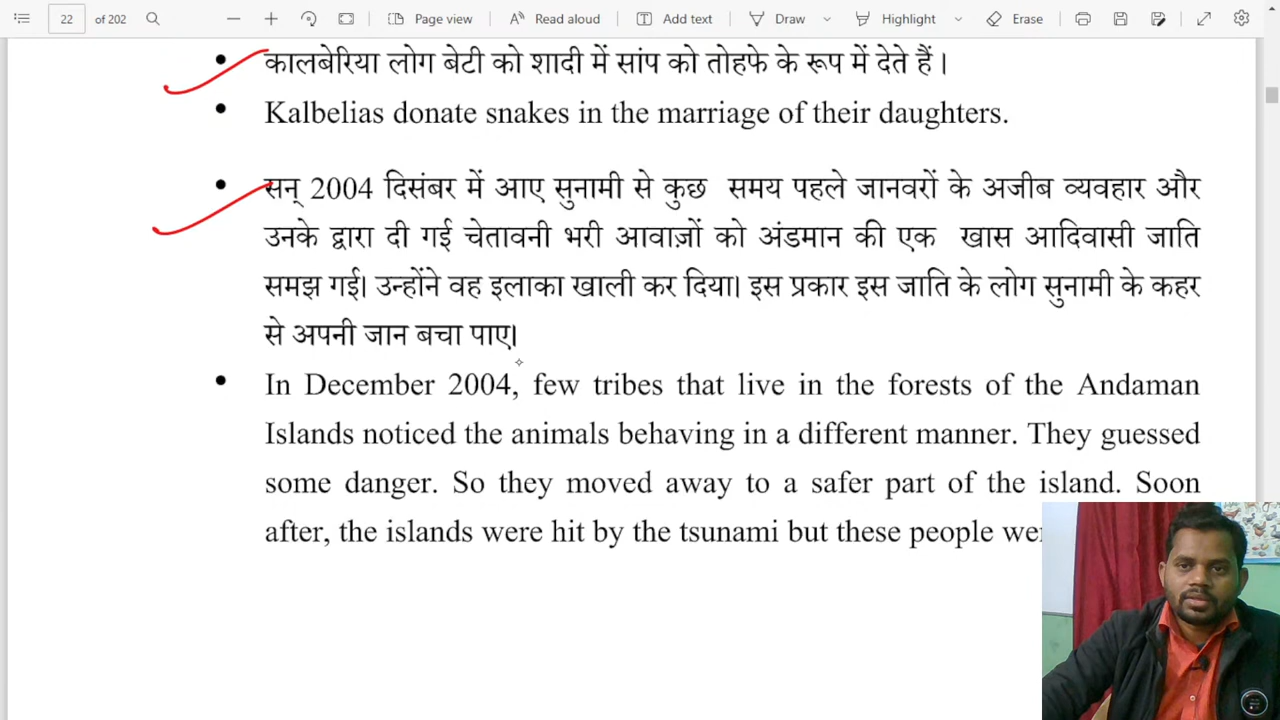 22 of 202 Page view Read aloud Add text Draw Highlight Erase
कालबेरिया लोग बेटी को शादी में सांप को तोहफे के रूप में देते हैं।
• Kalbelias donate snakes in the marriage of their daughters.
• सन् 2004 दिसंबर में आए सुनामी से कुछ समय पहले जानवरों के अजीब व्यवहार और
उनके द्वारा दी गई चेतावनी भरी आवाज़ों को अंडमान की एक खास आदिवासी जाति
समझ गई। उन्होंने वह इलाका खाली कर दिया। इस प्रकार इस जाति के लोग सुनामी के कहर
से अपनी जान बचा पाए।
• In December 2004, few tribes that live in the forests of the Andaman
Islands noticed the animals behaving in a different manner. They guessed
some danger. So they moved away to a safer part of the island. Soon
after, the islands were hit by the tsunami but these people